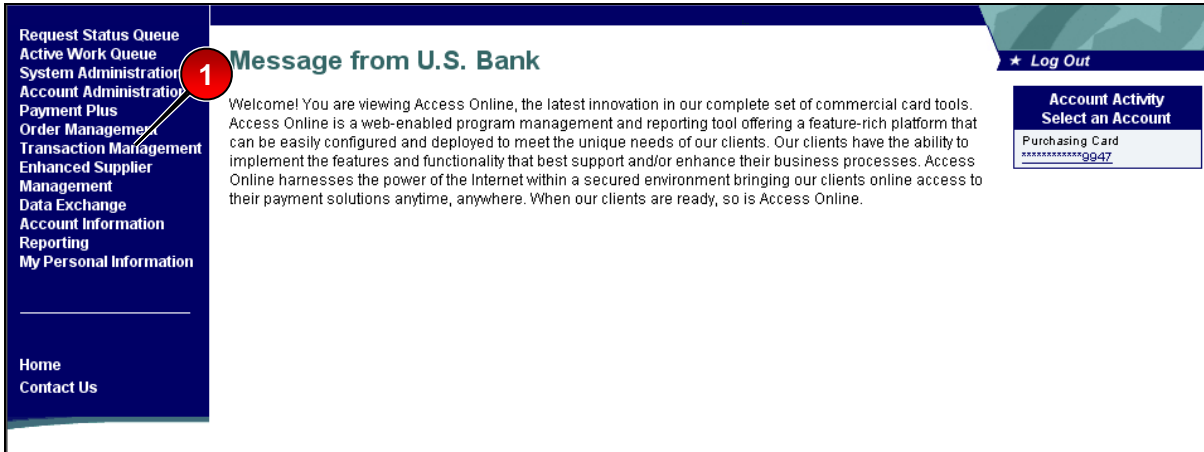 Request Status Queue
Active Work Queue
System Administration
Account Administration
Payment Plus
Order Management
Transaction Management
Enhanced Supplier
Management
Data Exchange
Account Information
Reporting
My Personal Information
Home
Contact Us
1
Message from U.S. Bank
Welcome! You are viewing Access Online, the latest innovation in our complete set of commercial card tools.
Access Online is a web-enabled program management and reporting tool offering a feature-rich platform that
can be easily configured and deployed to meet the unique needs of our clients. Our clients have the ability to
implement the features and functionality that best support and/or enhance their business processes. Access
Online harnesses the power of the Internet within a secured environment bringing our clients online access to
their payment solutions anytime, anywhere. When our clients are ready, so is Access Online.
★ Log Out
Account Activity
Select an Account
Purchasing Card
************9947